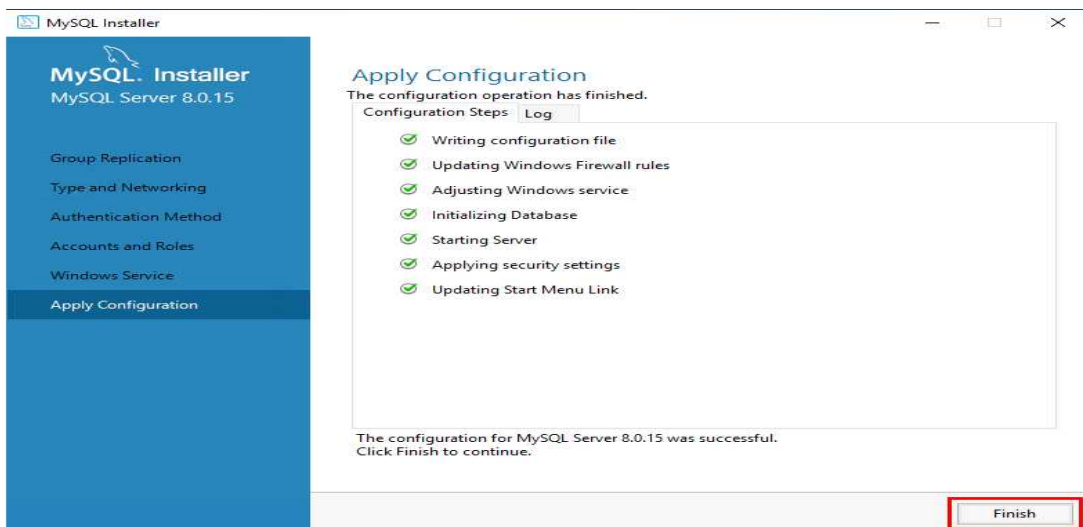 MySQL Installer
MySQL. Installer
MySQL Server 8.0.15
Group Replication
Type and Networking
Authentication Method
Accounts and Roles
Windows Service
Apply Configuration
Apply Configuration
The configuration operation has finished.
Configuration Steps Log
Writing configuration file
Updating Windows Firewall rules
Adjusting Windows service
Initializing Database
Starting Server
Applying security settings
Updating Start Menu Link
The configuration for MySQL Server 8.0.15 was successful.
Click Finish to continue.
Finish